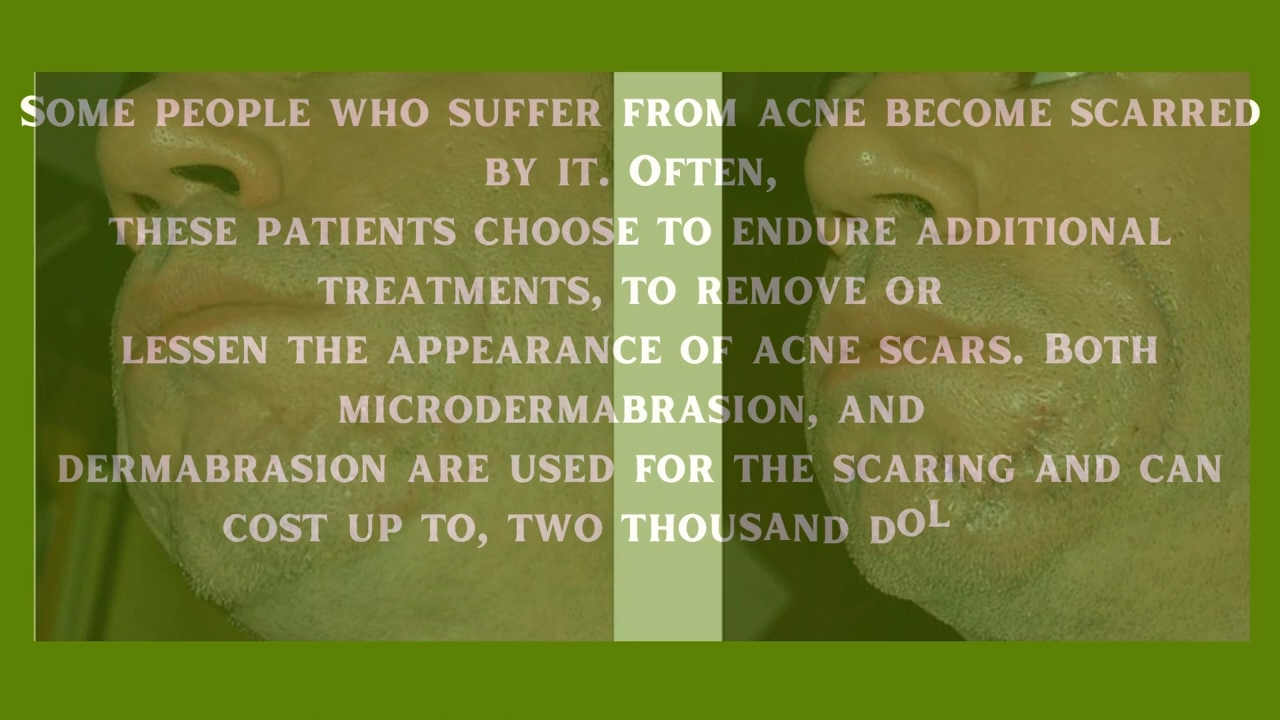 Some people who suffer from acne become scarred
by it. Often,
these patients choose to endure additional
treatments, to remove or
lessen the appearance of acne scars. Both
microdermabrasion, and
dermabrasion are used for the scaring and can
cost up to, two thousand dol